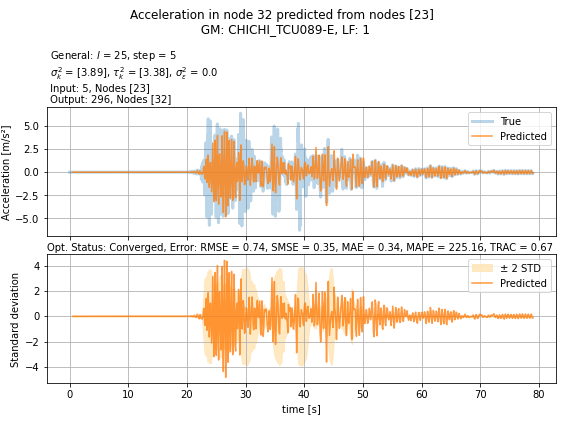 Acceleration in node 32 predicted from nodes [23]
GM: CHICHI_TCU089-E, LF: 1
General: l = 25, step = 5
σ²ₖ = [3.89], τ²ₖ = [3.38], σ²ε = 0.0
Input: 5, Nodes [23]
Output: 296, Nodes [32]
Acceleration [m/s²]
5.0
2.5
0.0
−2.5
−5.0
True
Predicted
Opt. Status: Converged, Error: RMSE = 0.74, SMSE = 0.35, MAE = 0.34, MAPE = 225.16, TRAC = 0.67
Standard deviation
4
2
0
−2
−4
± 2 STD
Predicted
0 10 20 30 40 50 60 70 80
time [s]